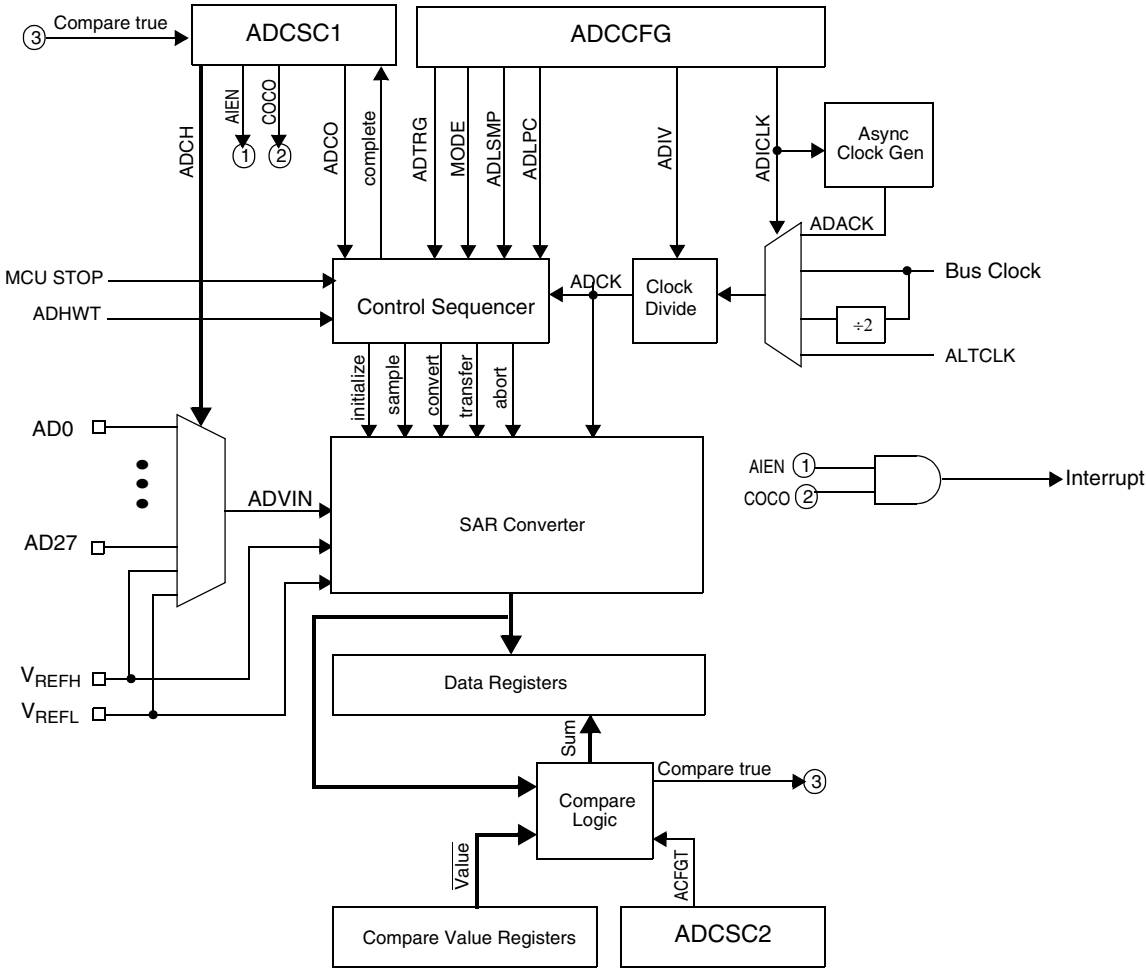 3 Compare true
ADCSC1
ADCCFG
ADCH
AIEN
COCO
ADCO
complete
ADTRG
MODE
ADLSMP
ADLPC
ADIV
ADICLK
Async
Clock Gen
1
2
ADACK
MCU STOP
ADHWT
Control Sequencer
ADCK
Clock
Divide
Bus Clock
÷2
ALTCLK
initialize
sample
convert
transfer
abort
AD0
AD27
ADVIN
SAR Converter
AIEN 1
COCO 2
Interrupt
VREFH
VREFL
Data Registers
Sum
Compare true
3
Compare
Logic
Value
ACFGT
Compare Value Registers
ADCSC2